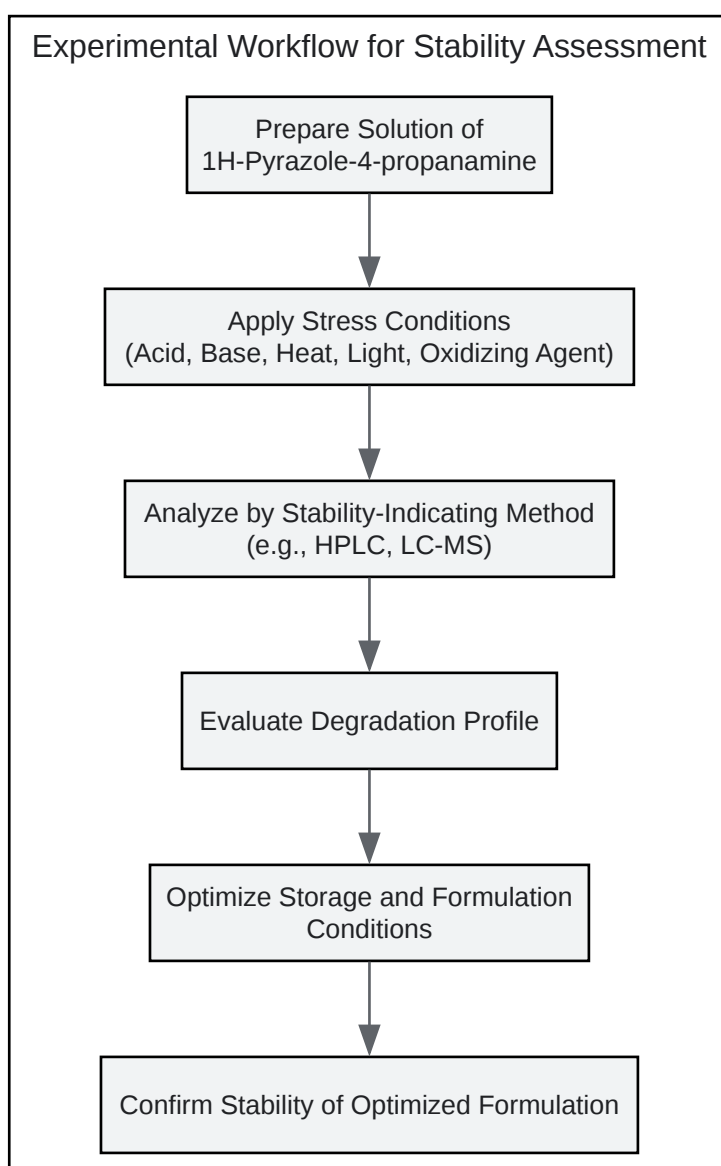 Experimental Workflow for Stability Assessment
Prepare Solution of
1H-Pyrazole-4-propanamine
Apply Stress Conditions
(Acid, Base, Heat, Light, Oxidizing Agent)
Analyze by Stability-Indicating Method
(e.g., HPLC, LC-MS)
Evaluate Degradation Profile
Optimize Storage and Formulation
Conditions
Confirm Stability of Optimized Formulation